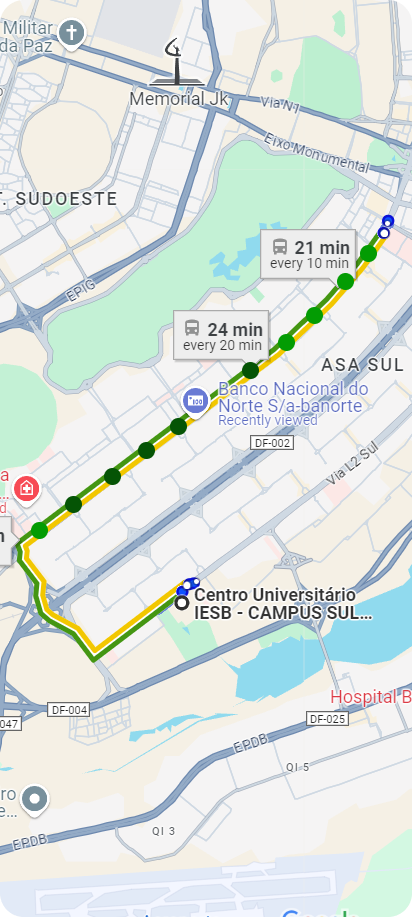 Militar
da Paz
Memorial JK
Via N1
Eixo Monumental
T. SUDOESTE
EPIG
21 min
every 10 min
24 min
every 20 min
ASA SUL
Banco Nacional do
Norte S/a-banorte
Recently viewed
DF-002
Via L2 Sul
Centro Universitário
IESB - CAMPUS SUL...
Hospital B
DF-004
DF-025
047
EPDB
QI 5
ro
e...
QI 3
EPDB